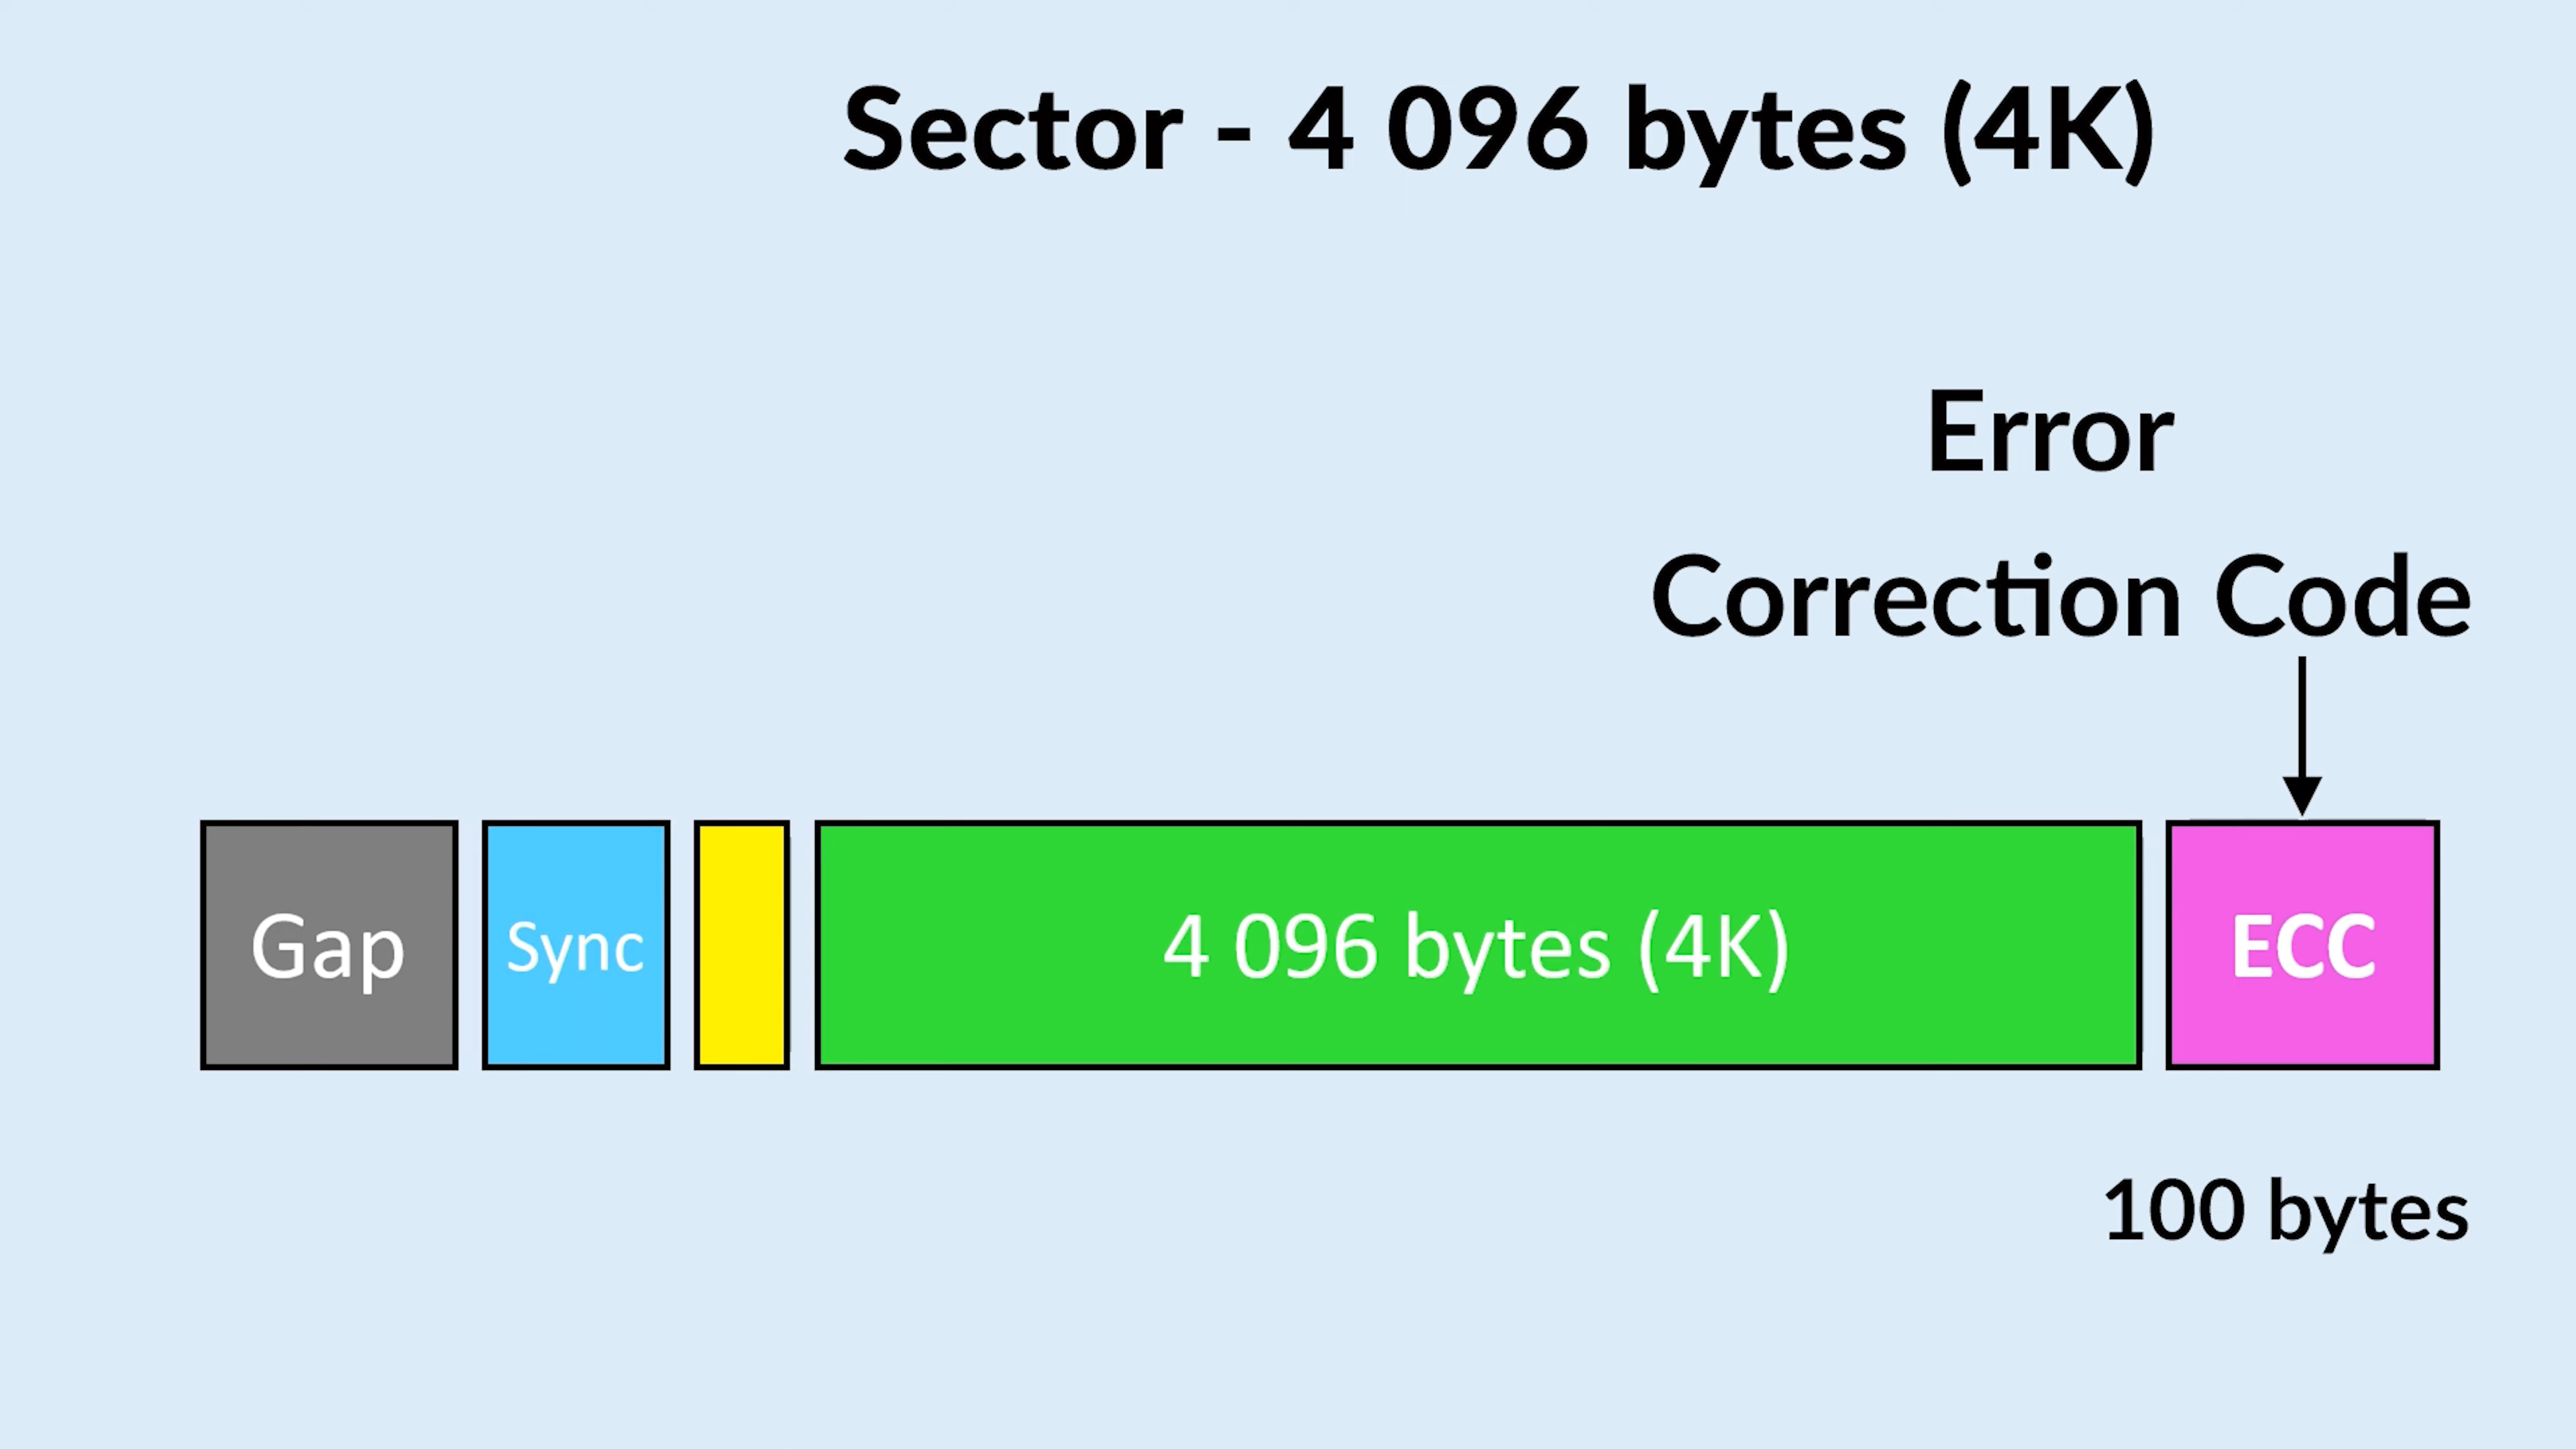 Sector - 4 096 bytes (4K)
Error
Correction Code
Gap
Sync
4 096 bytes (4K)
ECC
100 bytes